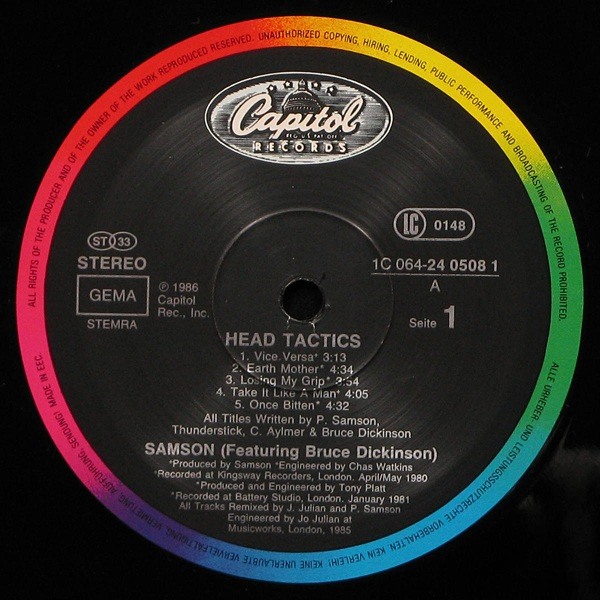 ALL RIGHTS OF THE PRODUCER AND OF THE OWNER OF THE WORK REPRODUCED RESERVED. UNAUTHORIZED COPYING, HIRING, LENDING, PUBLIC PERFORMANCE AND BROADCASTING OF THE RECORD PROHIBITED.
Capitol
RECORDS
ST 33
STEREO
GEMA
STEMRA
℗ 1986
Capitol
Rec., Inc.
LC 0148
1C 064-24 0508 1
A
Seite 1
HEAD TACTICS
1. Vice Versa* 3:13
2. Earth Mother* 4:34
3. Losing My Grip* 3:54
4. Take It Like A Man* 4:05
5. Once Bitten* 4:32
All Titles Written by P. Samson,
Thunderstick, C. Aylmer & Bruce Dickinson
SAMSON (Featuring Bruce Dickinson)
*Produced by Samson *Engineered by Chas Watkins
*Recorded at Kingsway Recorders, London. April/May 1980
*Produced and Engineered by Tony Platt
*Recorded at Battery Studio, London. January 1981
All Tracks Remixed by J. Julian and P. Samson
Engineered by Jo Julian at
Musicworks, London, 1985
ALLE URHEBER- UND LEISTUNGSSCHUTZRECHTE VORBEHALTEN. KEIN VERLEIH! KEINE UNERLAUBTE VERVIELFÄLTIGUNG, VERMIETUNG, AUFFÜHRUNG, SENDUNG! MADE IN EEC.